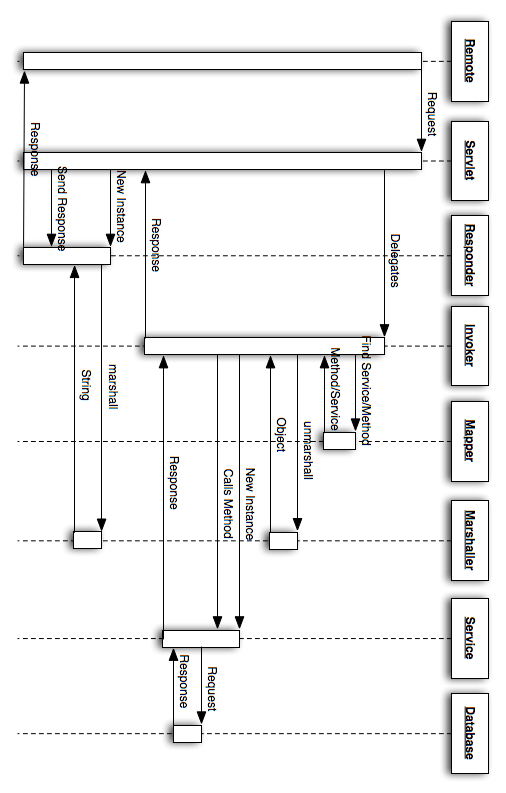 Remote
Servlet
Responder
Invoker
Mapper
Marshaller
Service
Database
Request
Delegates
Find Service/Method
Method/Service
unmarshall
Object
New Instance
Calls Method
Request
Response
Response
Response
New Instance
marshall
String
Send Response
Response